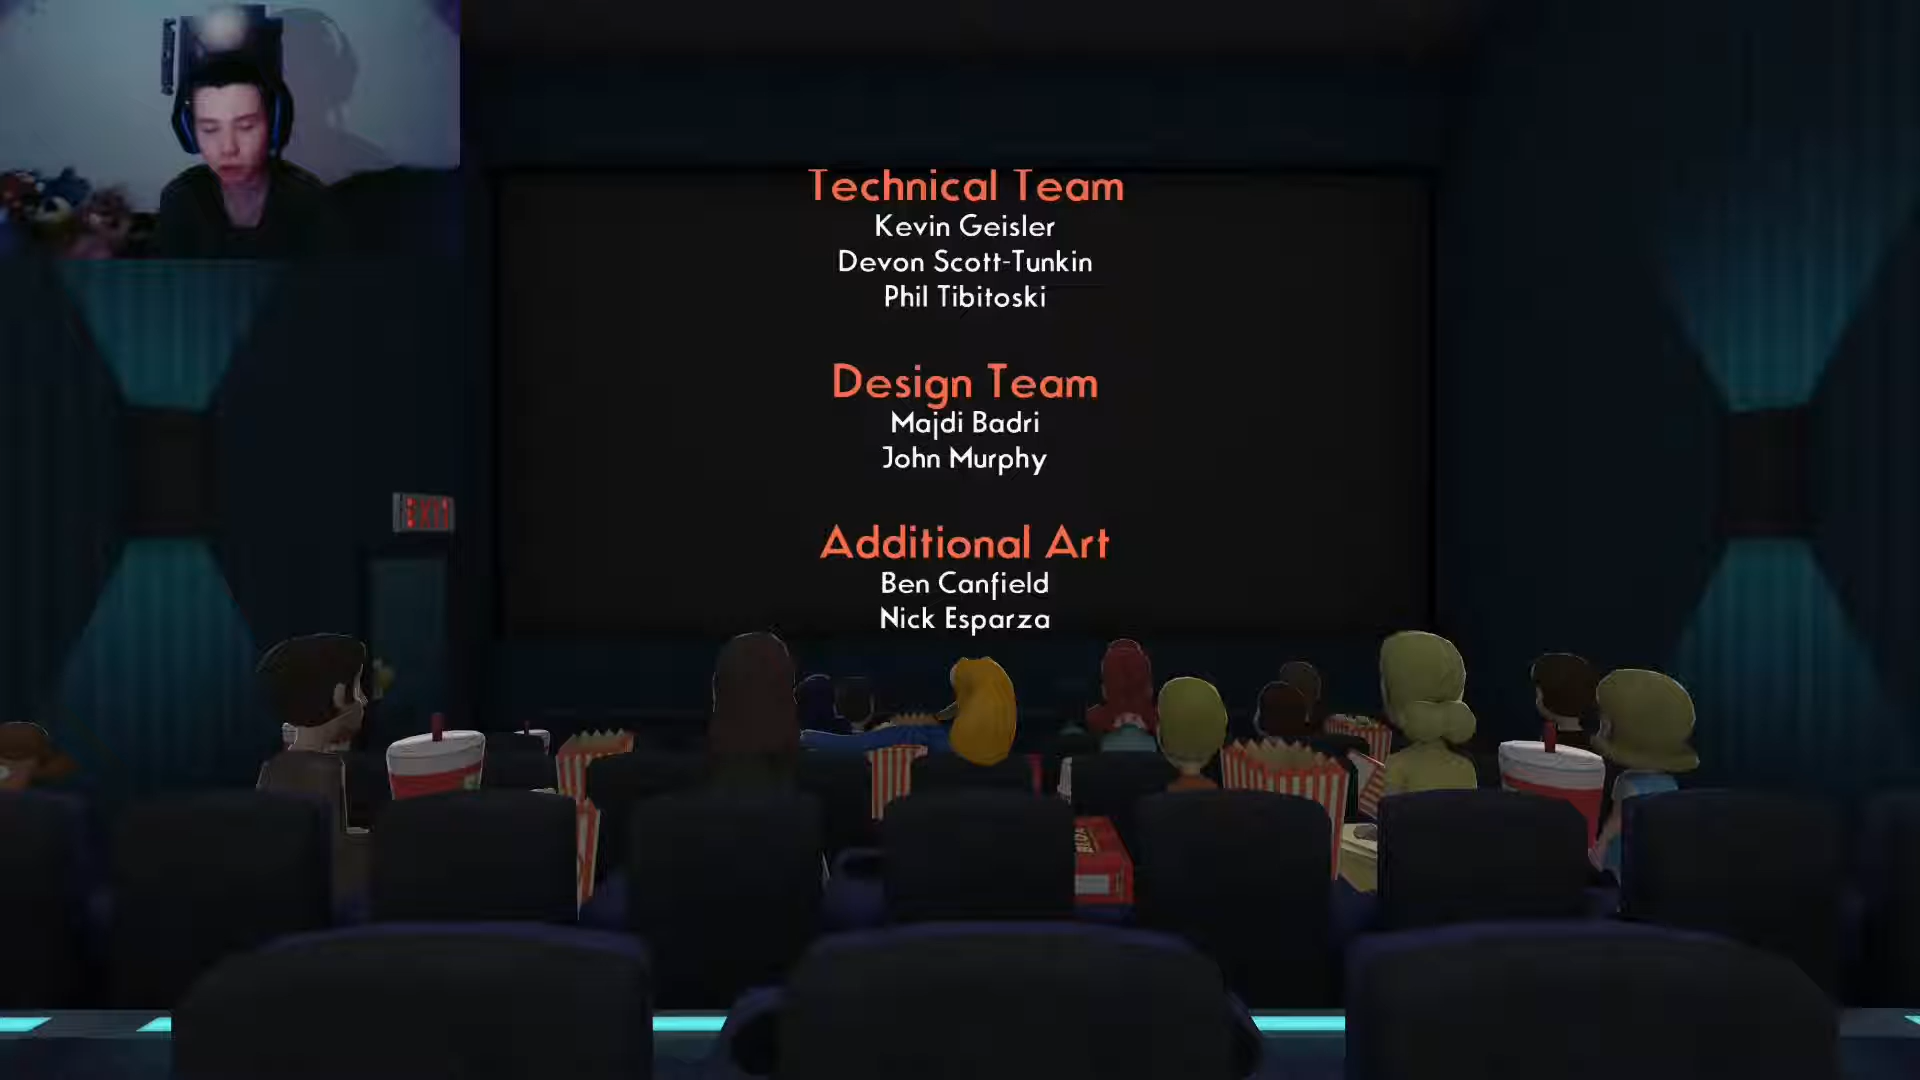 Technical Team
Kevin Geisler
Devon Scott-Tunkin
Phil Tibitoski
Design Team
Majdi Badri
John Murphy
EXIT
Additional Art
Ben Canfield
Nick Esparza